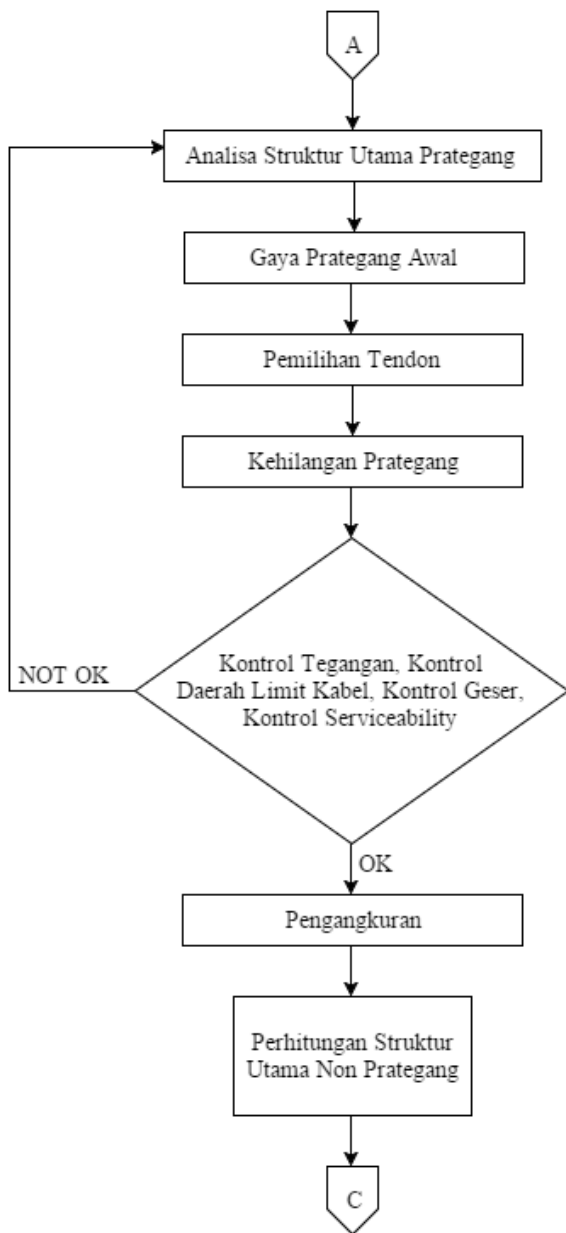 A
Analisa Struktur Utama Prategang
Gaya Prategang Awal
Pemilihan Tendon
Kehilangan Prategang
Kontrol Tegangan, Kontrol
Daerah Limit Kabel, Kontrol Geser,
Kontrol Serviceability
NOT OK
OK
Pengangkuran
Perhitungan Struktur
Utama Non Prategang
C